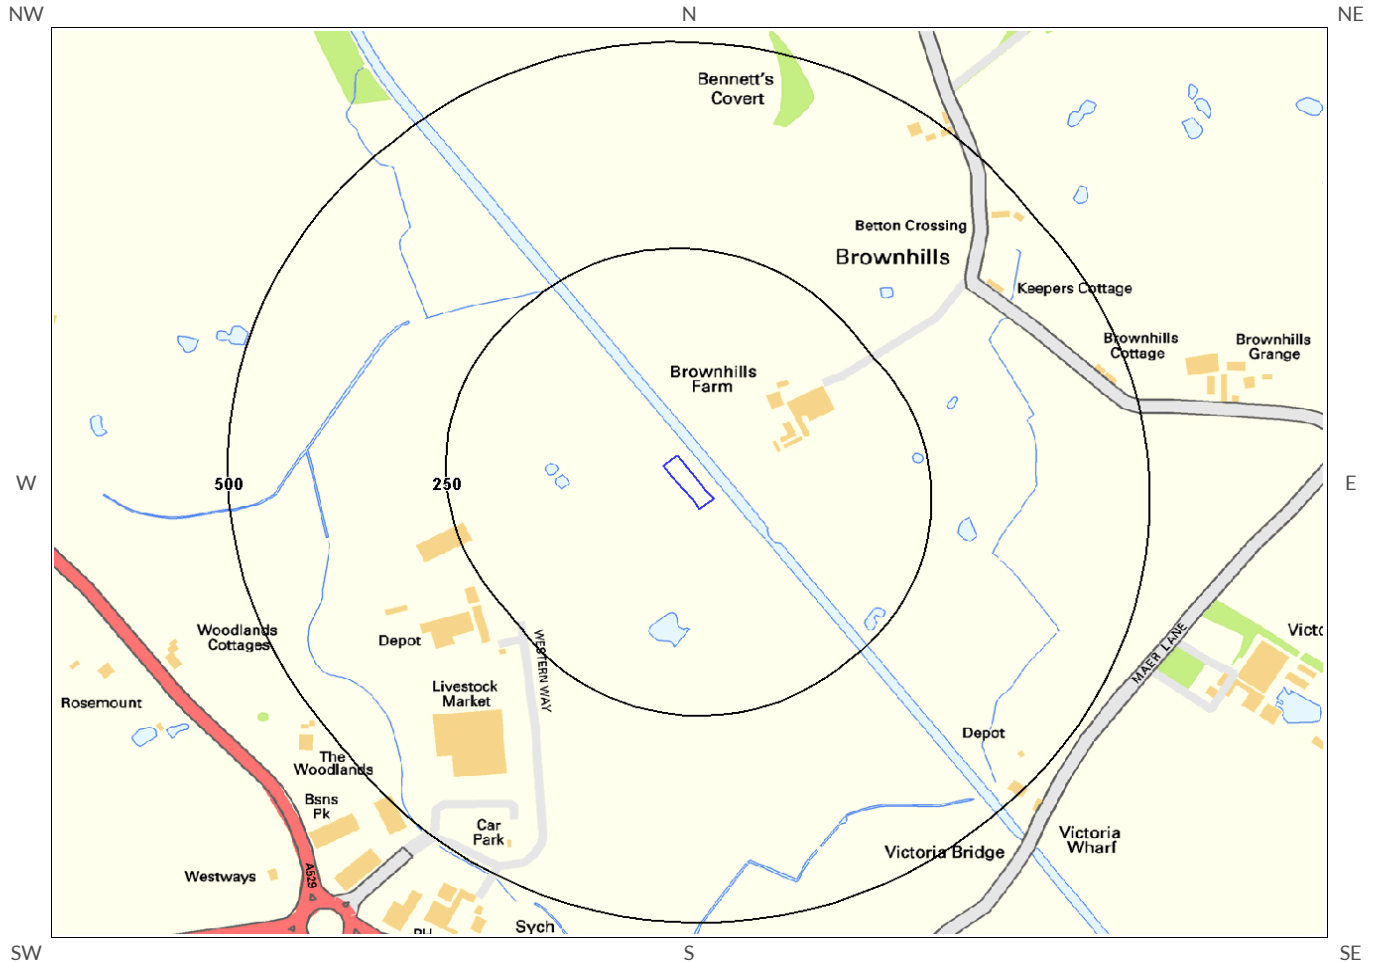 NW
N
NE
Bennett's
Covert
Betton Crossing
Brownhills
Keepers Cottage
Brownhills
Cottage
Brownhills
Grange
Brownhills
Farm
W
500
250
E
Woodlands
Cottages
Depot
WESTERN WAY
MAER LANE
Victo
Rosemount
Livestock
Market
Depot
The
Woodlands
Bsns
Pk
Car
Park
Victoria Bridge
Victoria
Wharf
Westways
A529
Sych
PH
SW
S
SE